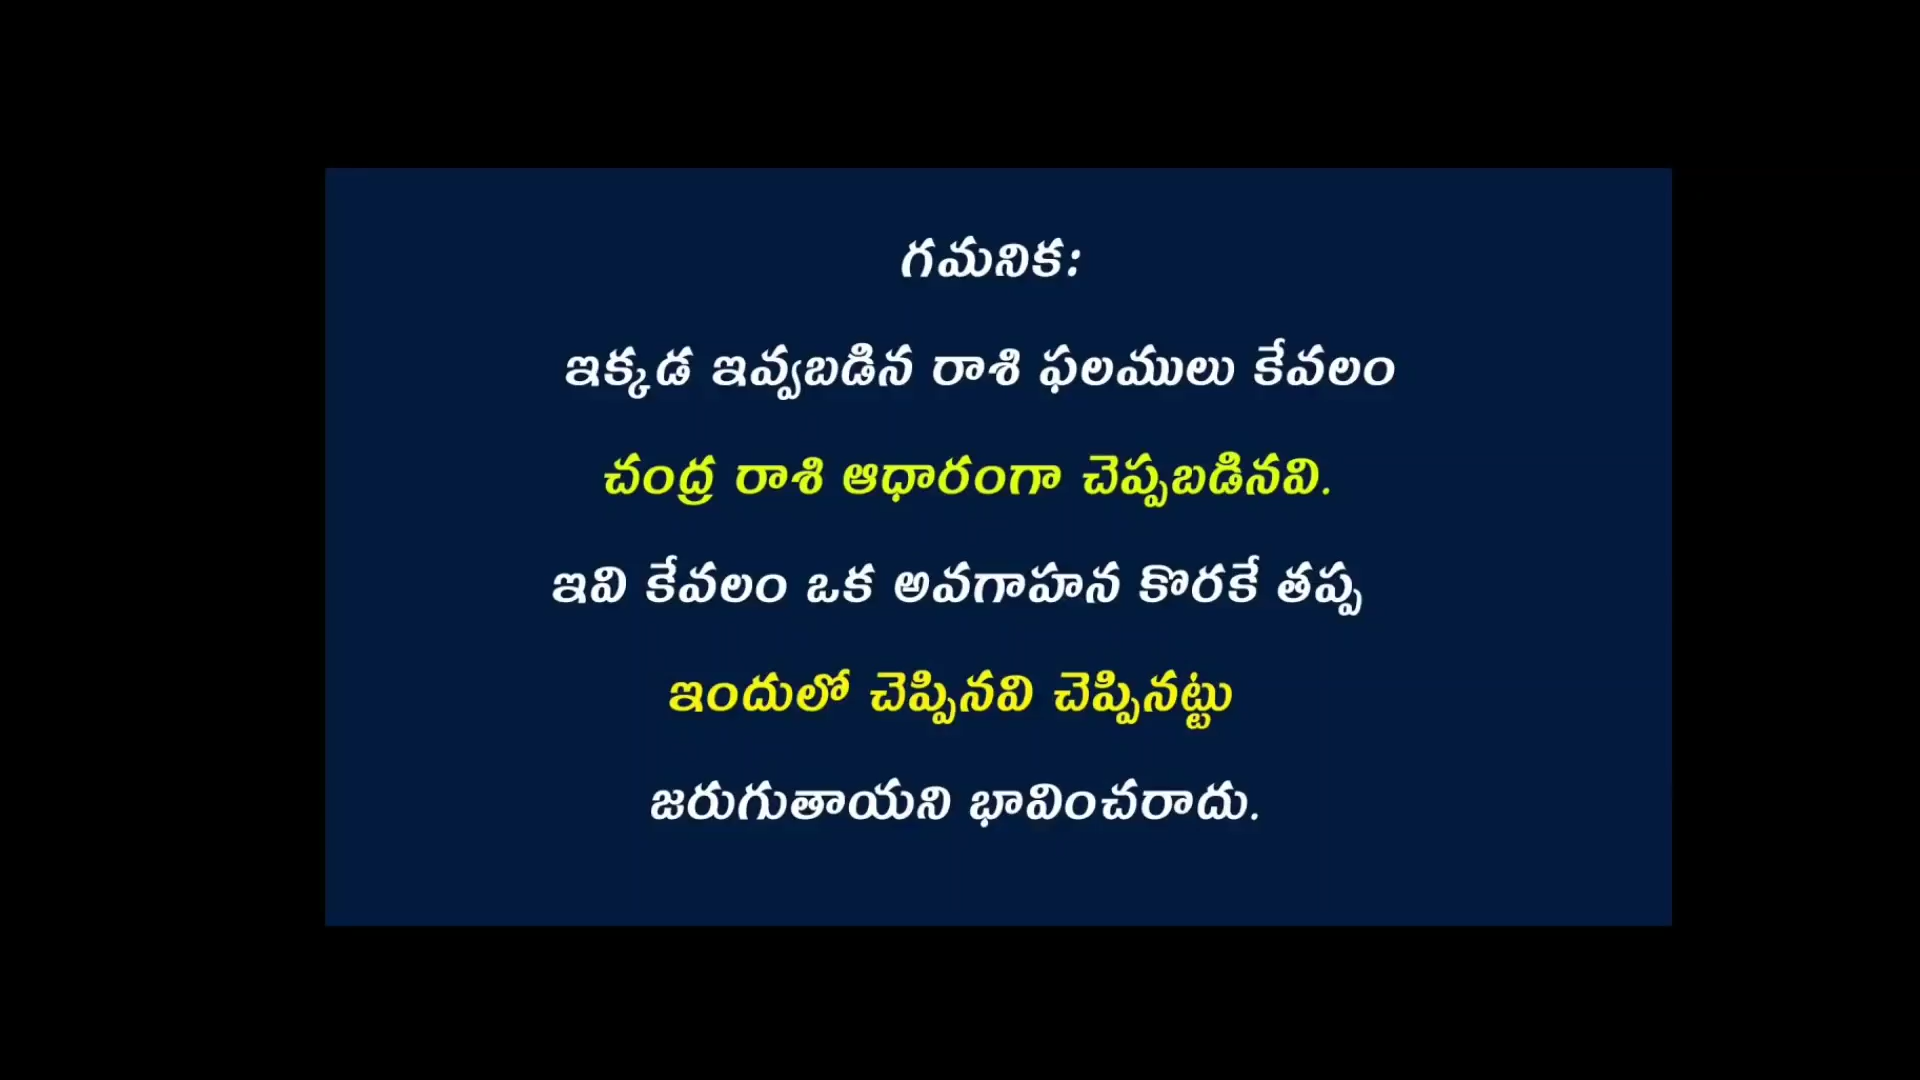 గమనిక:
ఇక్కడ ఇవ్వబడిన రాశి ఫలములు కేవలం
చంద్ర రాశి ఆధారంగా చెప్పబడినవి.
ఇవి కేవలం ఒక అవగాహన కొరకే తప్ప
ఇందులో చెప్పినవి చెప్పినట్టు
జరుగుతాయని భావించరాదు.